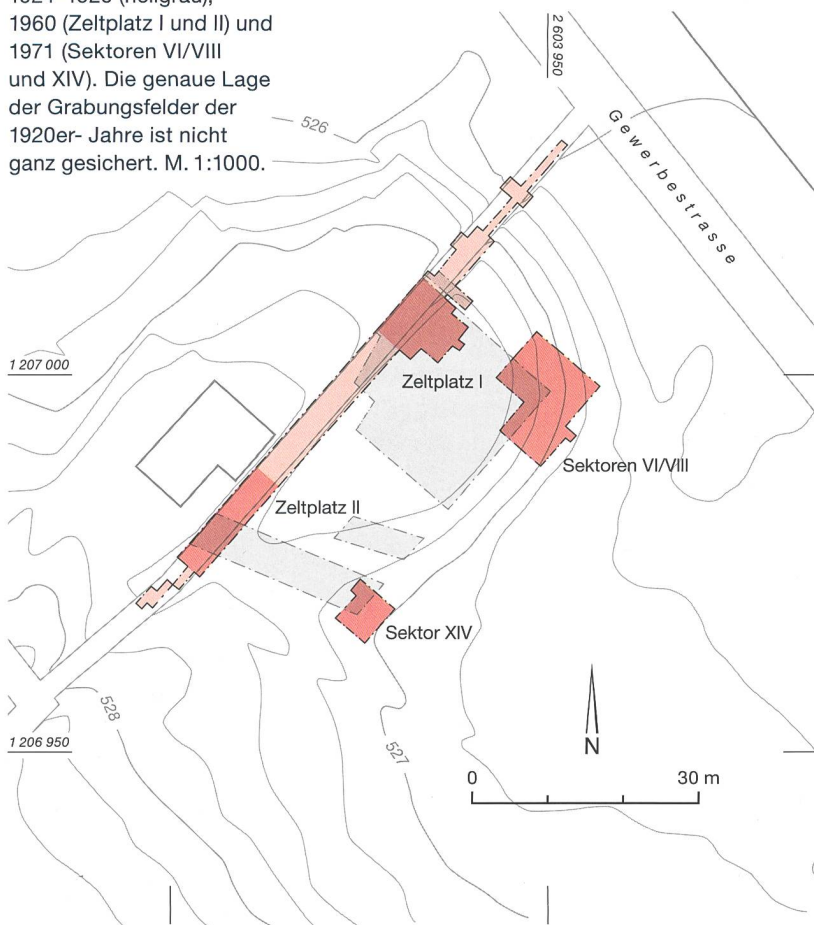 1960 (Zeltplatz I und II) und
1971 (Sektoren VI/VIII
und XIV). Die genaue Lage
der Grabungsfelder der
1920er- Jahre ist nicht
ganz gesichert. M. 1:1000.
2 603 950
526
Gewerbestrasse
1 207 000
Zeltplatz I
Sektoren VI/VIII
Zeltplatz II
Sektor XIV
528
527
1 206 950
N
0 30 m